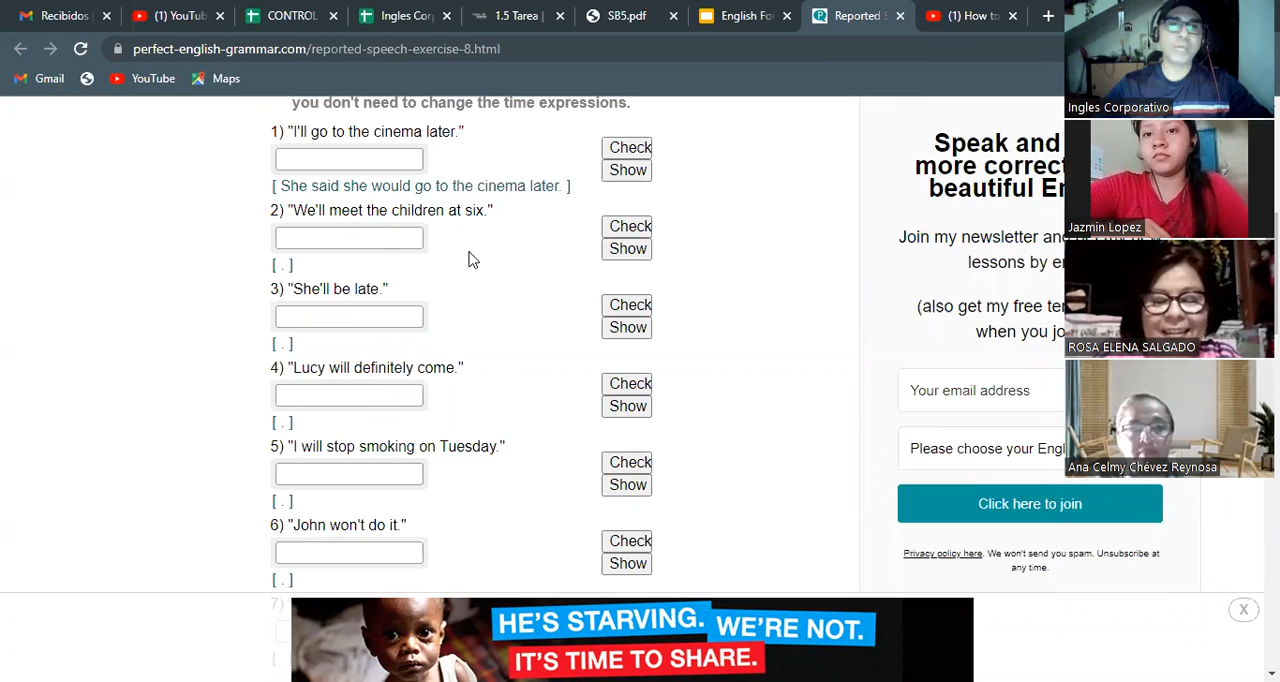 Recibidos
(1) YouTub
CONTROL
Ingles Cor
1.5 Tarea
SB5.pdf
English Fo
Reported S
(1) How to
perfect-english-grammar.com/reported-speech-exercise-8.html
Gmail
YouTube
Maps
you don't need to change the time expressions.
1) "I'll go to the cinema later."
Check
Show
[ She said she would go to the cinema later. ]
2) "We'll meet the children at six."
Check
Show
[ . ]
3) "She'll be late."
Check
Show
[ . ]
4) "Lucy will definitely come."
Check
Show
[ . ]
5) "I will stop smoking on Tuesday."
Check
Show
[ . ]
6) "John won't do it."
Check
Show
[ . ]
7)
Speak and
more correct
beautiful En
Join my newsletter and
lessons by e
(also get my free te
when you jo
Your email address
Please choose your Engl
Click here to join
Privacy policy here. We won't send you spam. Unsubscribe at
any time.
HE'S STARVING. WE'RE NOT.
IT'S TIME TO SHARE.
X
Ingles Corporativo
Jazmin Lopez
ROSA ELENA SALGADO
Ana Celmy Chévez Reynosa